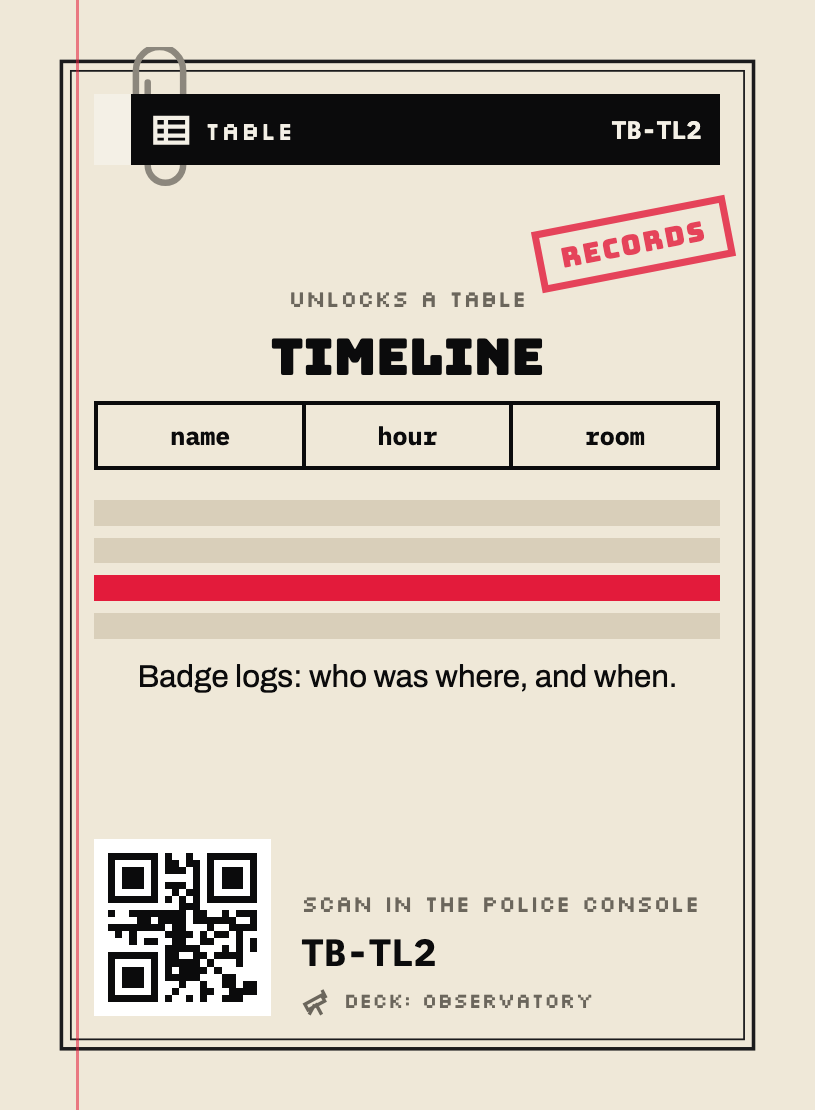 TABLE
TB-TL2
RECORDS
UNLOCKS A TABLE
TIMELINE
name hour room
Badge logs: who was where, and when.
SCAN IN THE POLICE CONSOLE
TB-TL2
DECK: OBSERVATORY